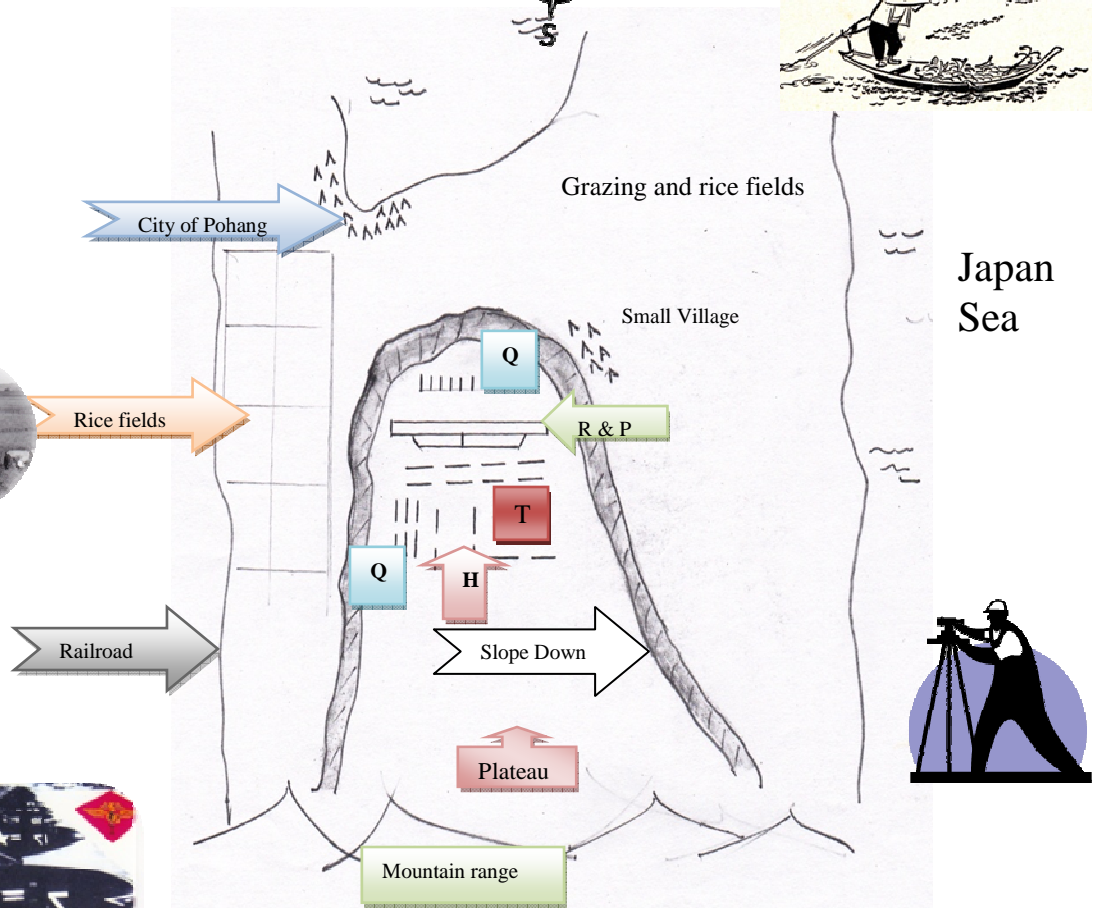 S
City of Pohang
Grazing and rice fields
Japan
Sea
Small Village
Q
Rice fields
R & P
T
Q
H
Railroad
Slope Down
Plateau
Mountain range